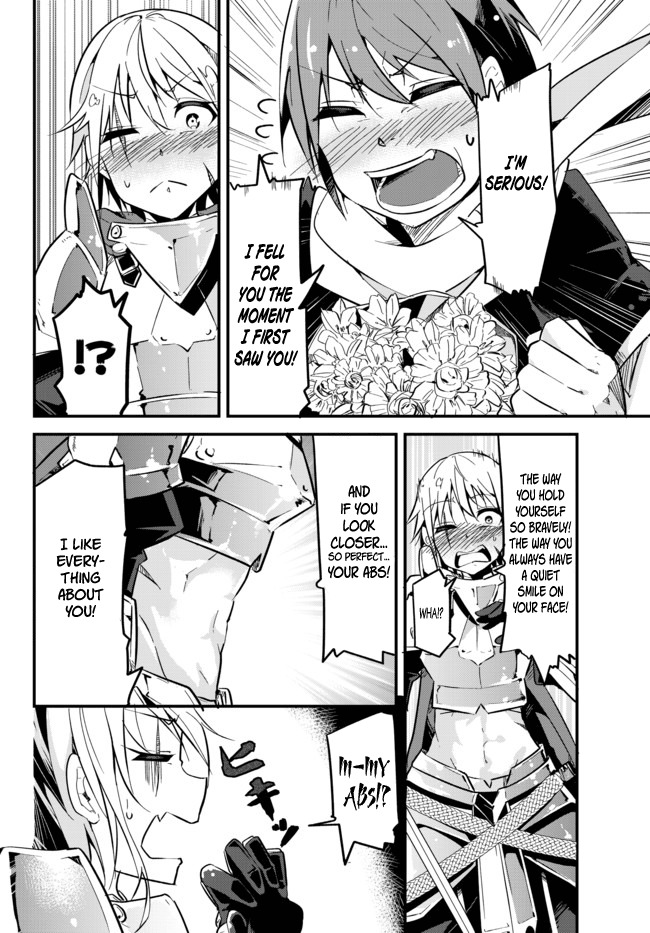 I'M
SERIOUS!
I FELL
FOR
YOU THE
MOMENT
I FIRST
SAW YOU!
!?
THE WAY
YOU HOLD
YOURSELF
SO BRAVELY!
THE WAY YOU
ALWAYS HAVE
A QUIET
SMILE ON
YOUR FACE!
WHA!?
AND
IF YOU
LOOK
CLOSER...
SO PERFECT...
YOUR ABS!
I LIKE
EVERY-
THING
ABOUT
YOU!
M-MY
ABS!?
ビキッ